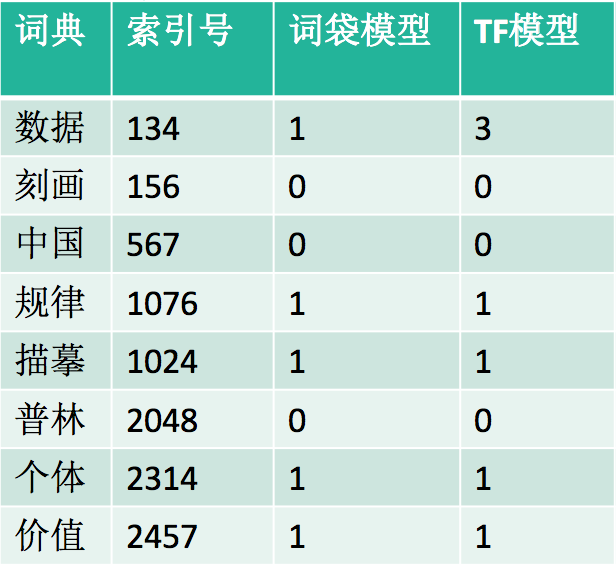 词典 索引号 词袋模型 TF模型
数据 134 1 3
刻画 156 0 0
中国 567 0 0
规律 1076 1 1
描摹 1024 1 1
普林 2048 0 0
个体 2314 1 1
价值 2457 1 1